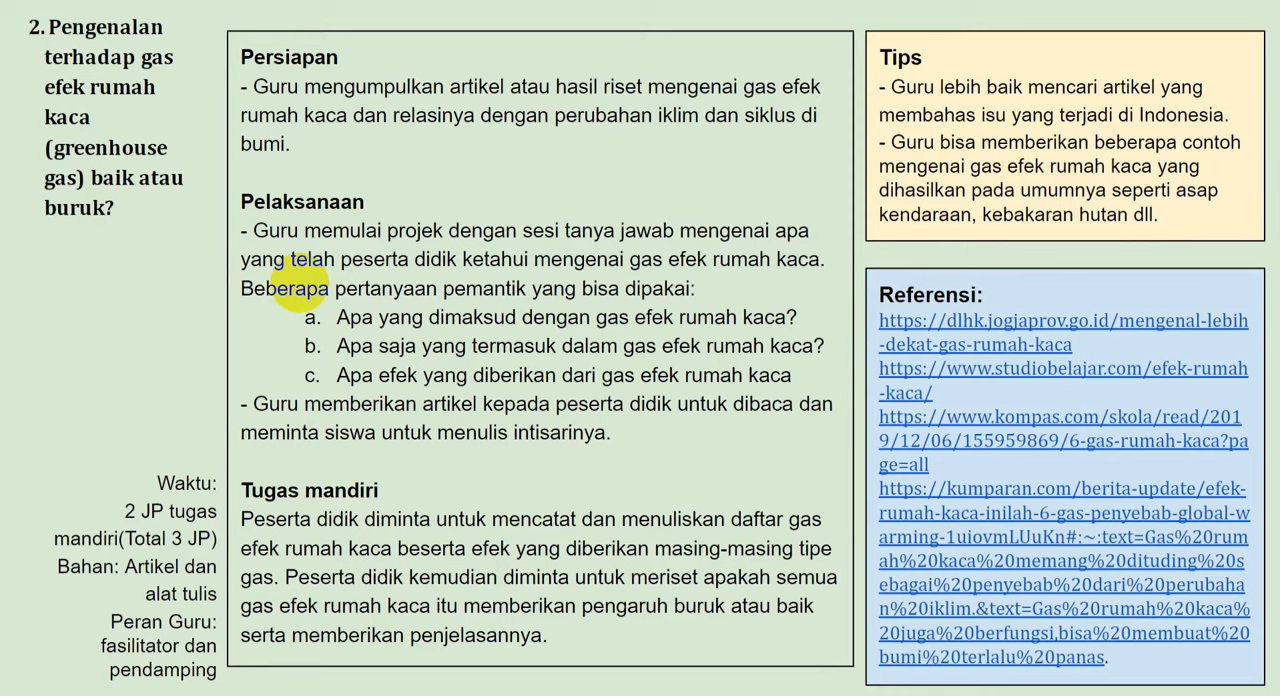 2. Pengenalan
terhadap gas
efek rumah
kaca
(greenhouse
gas) baik atau
buruk?
Waktu:
2 JP tugas
mandiri(Total 3 JP)
Bahan: Artikel dan
alat tulis
Peran Guru:
fasilitator dan
pendamping
Persiapan
- Guru mengumpulkan artikel atau hasil riset mengenai gas efek
rumah kaca dan relasinya dengan perubahan iklim dan siklus di
bumi.
Pelaksanaan
- Guru memulai projek dengan sesi tanya jawab mengenai apa
yang telah peserta didik ketahui mengenai gas efek rumah kaca.
Beberapa pertanyaan pemantik yang bisa dipakai:
a. Apa yang dimaksud dengan gas efek rumah kaca?
b. Apa saja yang termasuk dalam gas efek rumah kaca?
c. Apa efek yang diberikan dari gas efek rumah kaca
- Guru memberikan artikel kepada peserta didik untuk dibaca dan
meminta siswa untuk menulis intisarinya.
Tugas mandiri
Peserta didik diminta untuk mencatat dan menuliskan daftar gas
efek rumah kaca beserta efek yang diberikan masing-masing tipe
gas. Peserta didik kemudian diminta untuk meriset apakah semua
gas efek rumah kaca itu memberikan pengaruh buruk atau baik
serta memberikan penjelasannya.
Tips
- Guru lebih baik mencari artikel yang
membahas isu yang terjadi di Indonesia.
- Guru bisa memberikan beberapa contoh
mengenai gas efek rumah kaca yang
dihasilkan pada umumnya seperti asap
kendaraan, kebakaran hutan dll.
Referensi:
https://dlhk.jogjaprov.go.id/mengenal-lebih
-dekat-gas-rumah-kaca
https://www.studiobelajar.com/efek-rumah
-kaca/
https://www.kompas.com/skola/read/201
9/12/06/155959869/6-gas-rumah-kaca?pa
ge=all
https://kumparan.com/berita-update/efek-
rumah-kaca-inilah-6-gas-penyebab-global-w
arming-1uiovmLUuKn#:~:text=Gas%20rum
ah%20kaca%20memang%20dituding%20s
ebagai%20penyebab%20dari%20perubaha
n%20iklim.&text=Gas%20rumah%20kaca%
20juga%20berfungsi,bisa%20membuat%20
bumi%20terlalu%20panas.